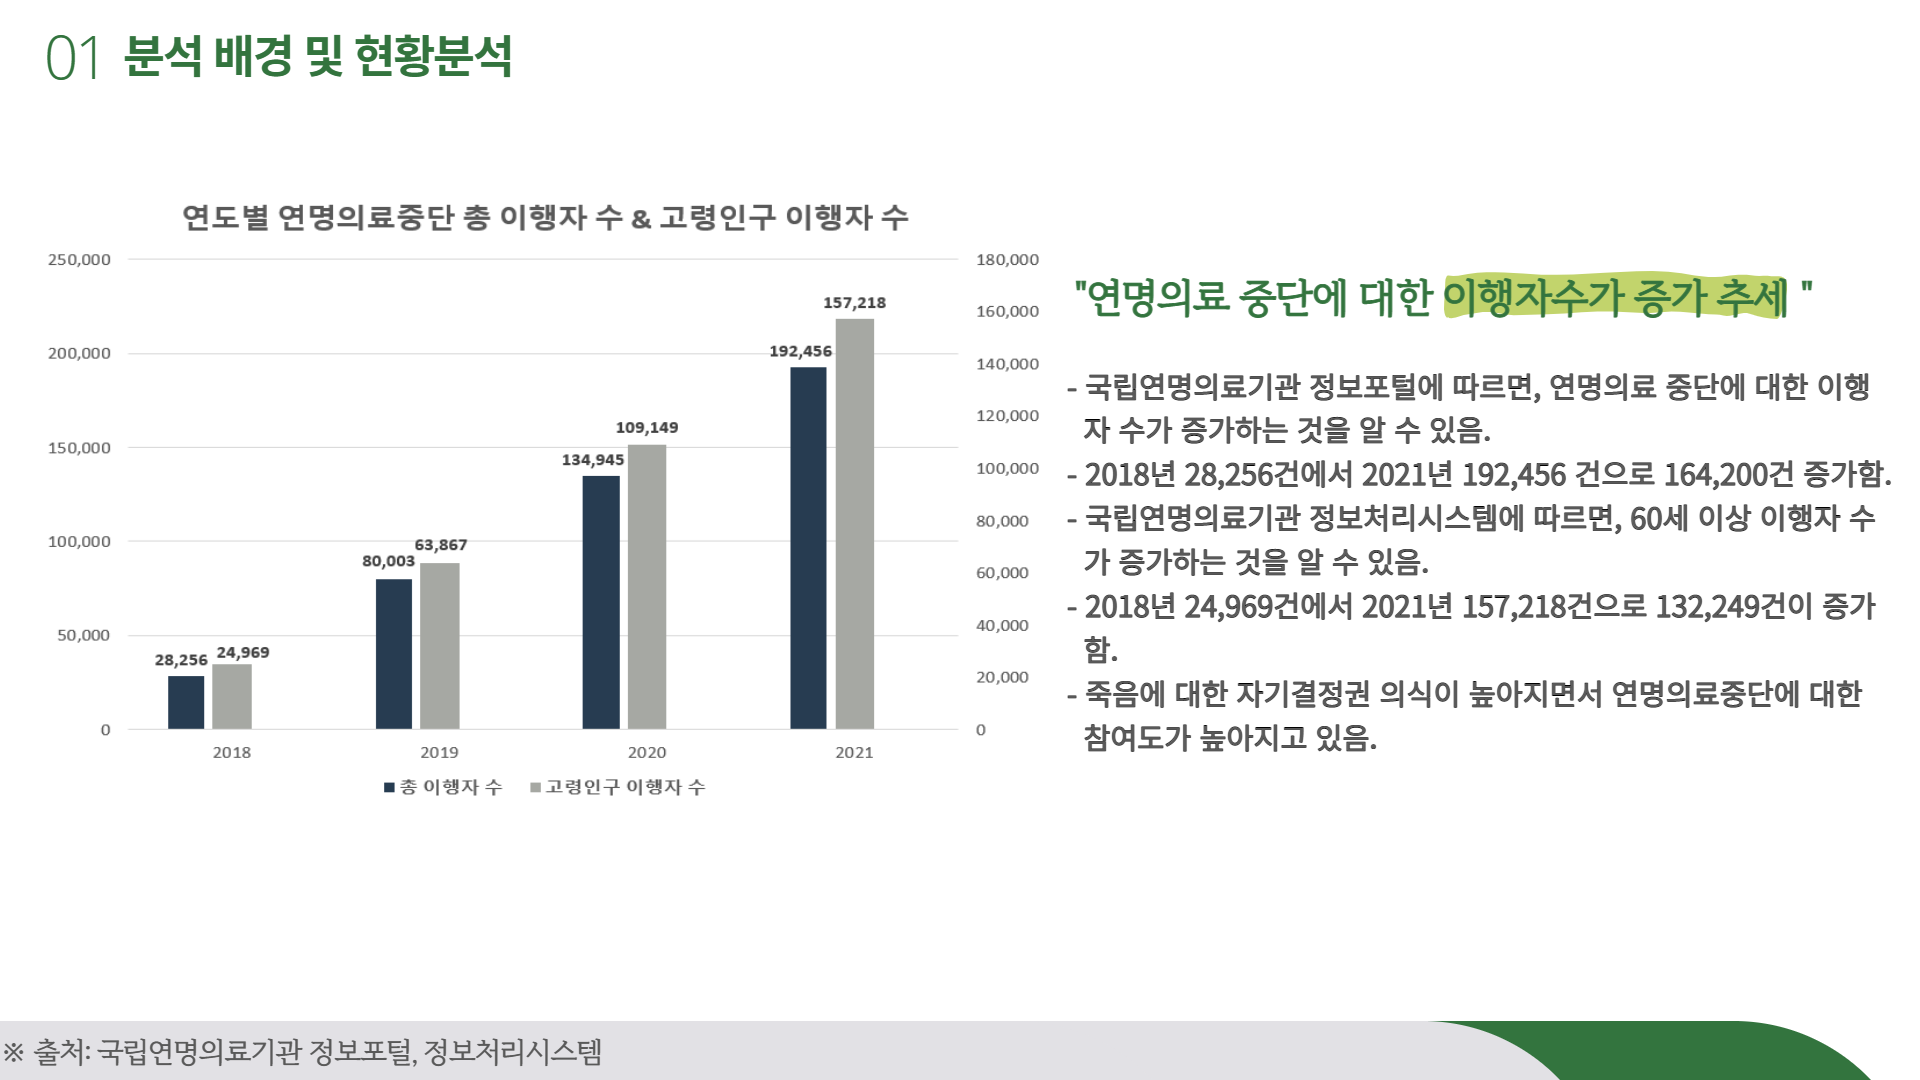 01 분석 배경 및 현황분석
연도별 연명의료중단 총 이행자 수 & 고령인구 이행자 수
250,000
200,000
150,000
100,000
50,000
0
180,000
160,000
140,000
120,000
100,000
80,000
60,000
40,000
20,000
0
28,256
24,969
80,003
63,867
134,945
109,149
192,456
157,218
2018
2019
2020
2021
총 이행자 수
고령인구 이행자 수
"연명의료 중단에 대한 이행자수가 증가 추세 "
- 국립연명의료기관 정보포털에 따르면, 연명의료 중단에 대한 이행
자 수가 증가하는 것을 알 수 있음.
- 2018년 28,256건에서 2021년 192,456 건으로 164,200건 증가함.
- 국립연명의료기관 정보처리시스템에 따르면, 60세 이상 이행자 수
가 증가하는 것을 알 수 있음.
- 2018년 24,969건에서 2021년 157,218건으로 132,249건이 증가
함.
- 죽음에 대한 자기결정권 의식이 높아지면서 연명의료중단에 대한
참여도가 높아지고 있음.
※ 출처: 국립연명의료기관 정보포털, 정보처리시스템